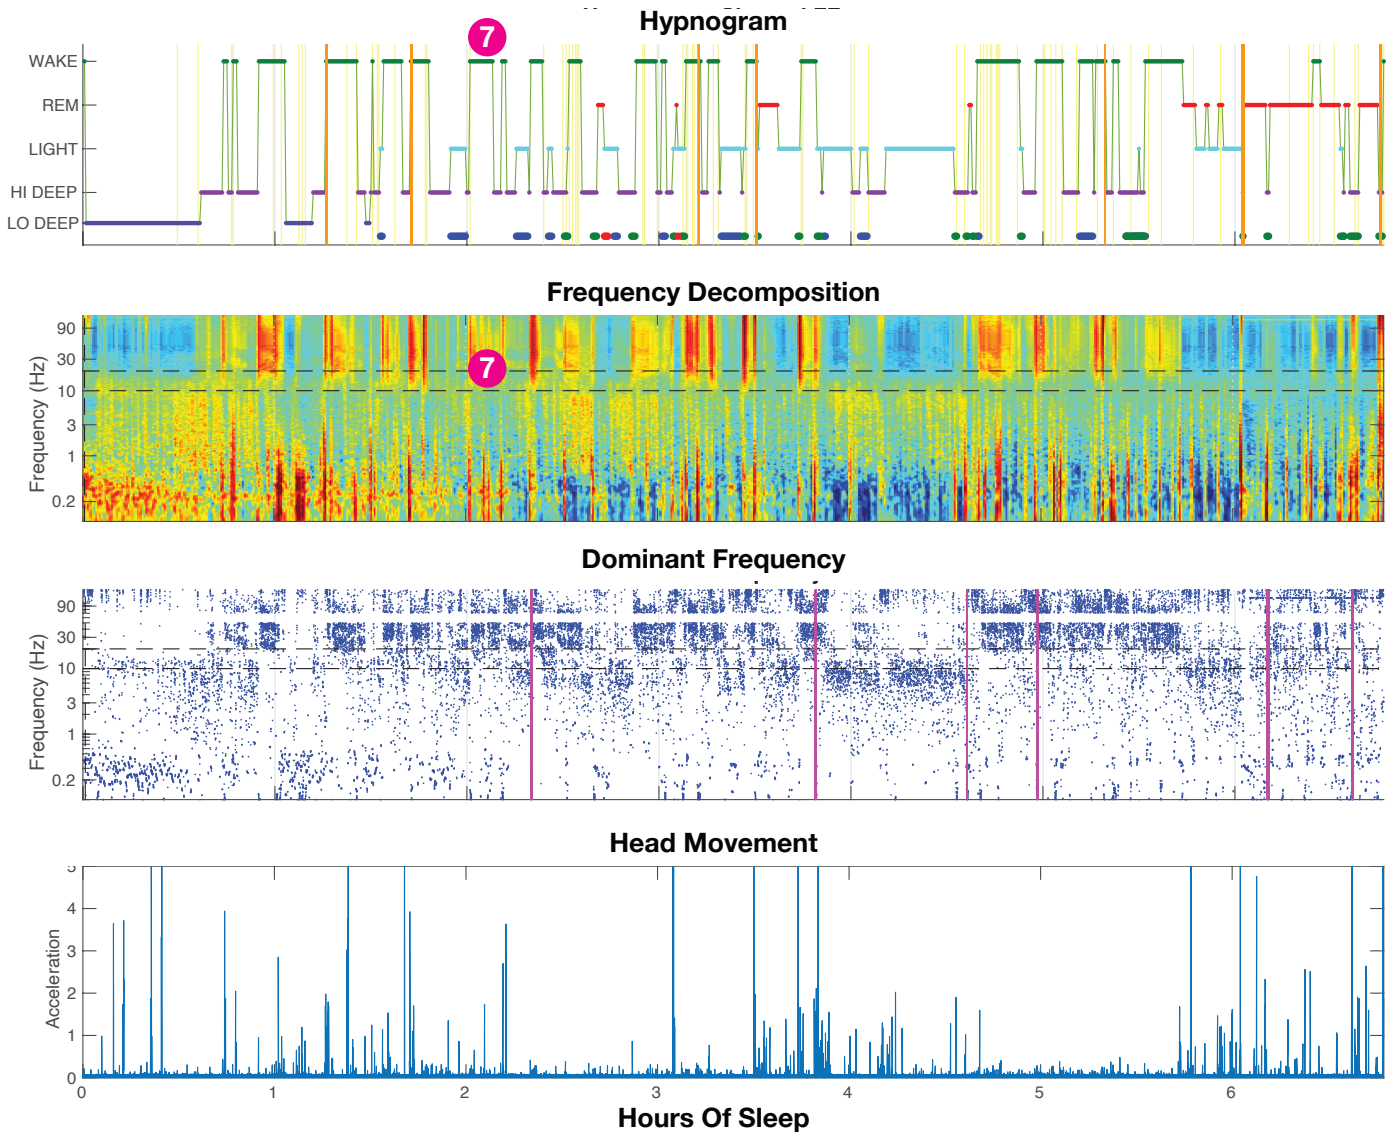 Hypnogram
7
WAKE
REM
LIGHT
HI DEEP
LO DEEP
Frequency Decomposition
Frequency (Hz)
90
30
10
3
1
0.2
7
Dominant Frequency
Frequency (Hz)
90
30
10
3
1
0.2
Head Movement
Acceleration
5
4
3
2
1
0
0 1 2 3 4 5 6
Hours Of Sleep